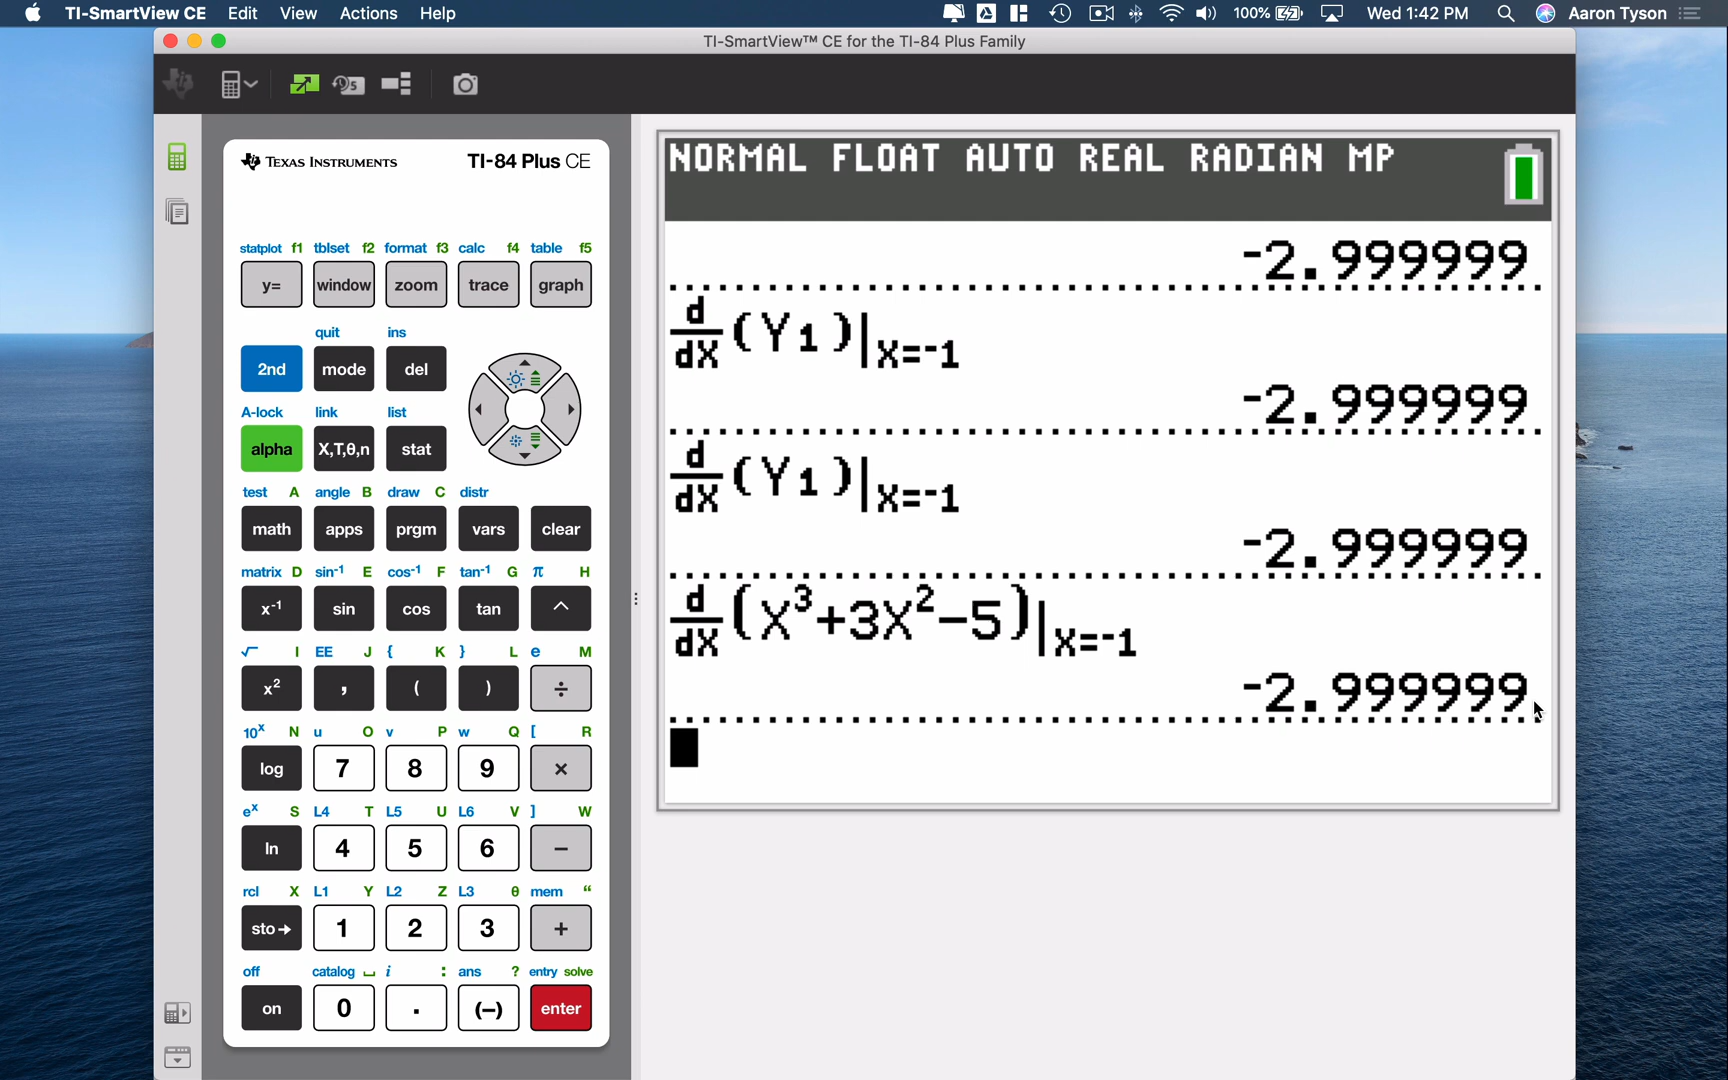 TI-SmartView CE Edit View Actions Help 100% Wed 1:42 PM Aaron Tyson
TI-SmartView™ CE for the TI-84 Plus Family
TEXAS INSTRUMENTS TI-84 Plus CE
statplot f1 tblset f2 format f3 calc f4 table f5
y= window zoom trace graph
quit ins
2nd mode del
A-lock link list
alpha X,T,θ,n stat
test A angle B draw C distr
math apps prgm vars clear
matrix D sin⁻¹ E cos⁻¹ F tan⁻¹ G π H
x⁻¹ sin cos tan ^
√ I EE J { K } L e M
x² , ( ) ÷
10ˣ N u O v P w Q [ R
log 7 8 9 ×
eˣ S L4 T L5 U L6 V ] W
ln 4 5 6 −
rcl X L1 Y L2 Z L3 θ mem “
sto→ 1 2 3 +
off catalog ⎵ i : ans ? entry solve
on 0 . (−) enter
NORMAL FLOAT AUTO REAL RADIAN MP
-2.999999
d/dX(Y1)|X=-1
-2.999999
d/dX(Y1)|X=-1
-2.999999
d/dX(X³+3X²-5)|X=-1
-2.999999